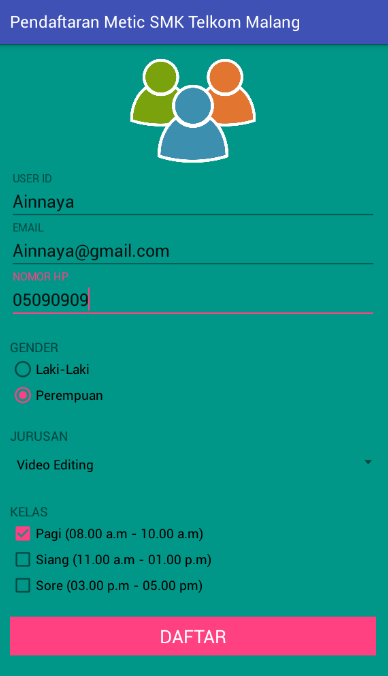 Pendaftaran Metic SMK Telkom Malang
USER ID
Ainnaya
EMAIL
Ainnaya@gmail.com
NOMOR HP
05090909
GENDER
Laki-Laki
Perempuan
JURUSAN
Video Editing
KELAS
Pagi (08.00 a.m - 10.00 a.m)
Siang (11.00 am - 01.00 p.m)
Sore (03.00 p.m - 05.00 pm)
DAFTAR